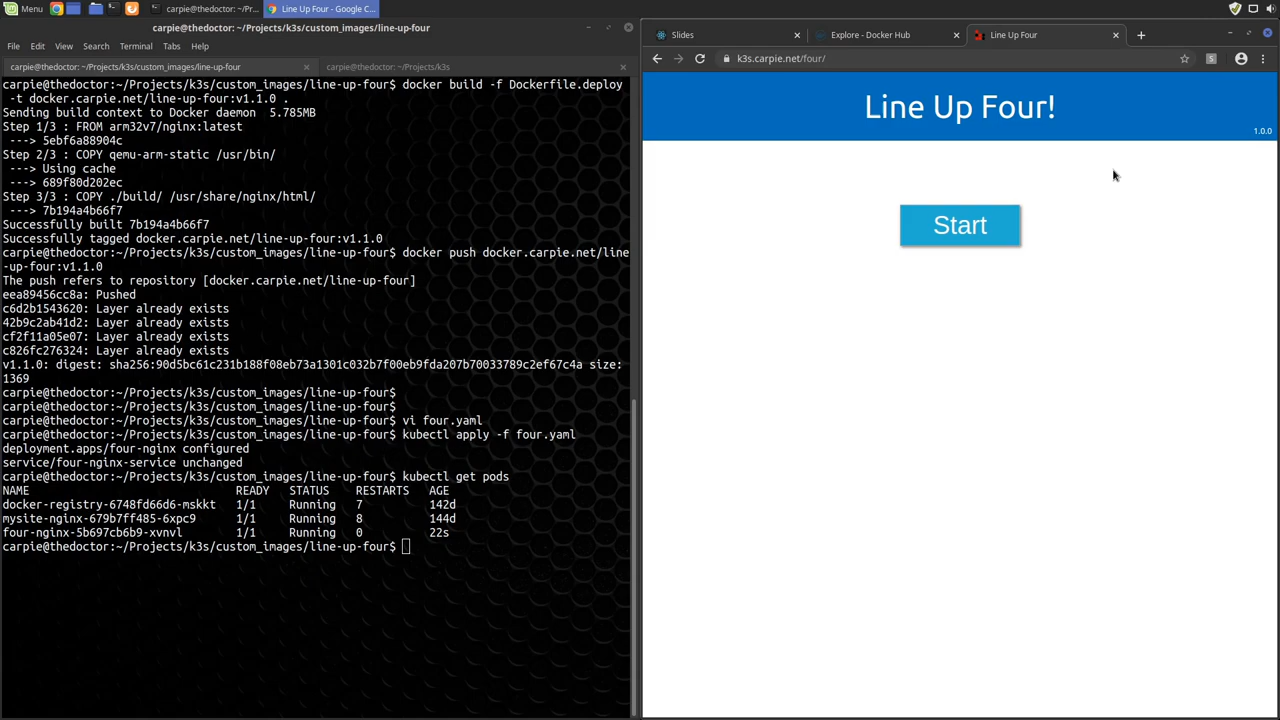 Menu carpie@thedoctor: ~/Pr... Line Up Four - Google C...
carpie@thedoctor: ~/Projects/k3s/custom_images/line-up-four
File Edit View Search Terminal Tabs Help
carpie@thedoctor: ~/Projects/k3s/custom_images/line-up-four × carpie@thedoctor: ~/Projects/k3s ×
carpie@thedoctor:~/Projects/k3s/custom_images/line-up-four$ docker build -f Dockerfile.deploy
-t docker.carpie.net/line-up-four:v1.1.0 .
Sending build context to Docker daemon  5.785MB
Step 1/3 : FROM arm32v7/nginx:latest
---> 5ebf6a88904c
Step 2/3 : COPY qemu-arm-static /usr/bin/
---> Using cache
---> 689f80d202ec
Step 3/3 : COPY ./build/ /usr/share/nginx/html/
---> 7b194a4b66f7
Successfully built 7b194a4b66f7
Successfully tagged docker.carpie.net/line-up-four:v1.1.0
carpie@thedoctor:~/Projects/k3s/custom_images/line-up-four$ docker push docker.carpie.net/line
-up-four:v1.1.0
The push refers to repository [docker.carpie.net/line-up-four]
eea89456cc8a: Pushed
c6d2b1543620: Layer already exists
42b9c2ab41d2: Layer already exists
cf2f11a05e07: Layer already exists
c826fc276324: Layer already exists
v1.1.0: digest: sha256:90d5bc61c231b188f08eb73a1301c032b7f00eb9fda207b70033789c2ef67c4a size:
1369
carpie@thedoctor:~/Projects/k3s/custom_images/line-up-four$
carpie@thedoctor:~/Projects/k3s/custom_images/line-up-four$
carpie@thedoctor:~/Projects/k3s/custom_images/line-up-four$ vi four.yaml
carpie@thedoctor:~/Projects/k3s/custom_images/line-up-four$ kubectl apply -f four.yaml
deployment.apps/four-nginx configured
service/four-nginx-service unchanged
carpie@thedoctor:~/Projects/k3s/custom_images/line-up-four$ kubectl get pods
NAME READY STATUS RESTARTS AGE
docker-registry-6748fd66d6-mskkt 1/1 Running 7 142d
mysite-nginx-679b7ff485-6xpc9 1/1 Running 8 144d
four-nginx-5b697cb6b9-xvnvl 1/1 Running 0 22s
carpie@thedoctor:~/Projects/k3s/custom_images/line-up-four$
Slides Explore - Docker Hub Line Up Four
k3s.carpie.net/four/
Line Up Four!
1.0.0
Start